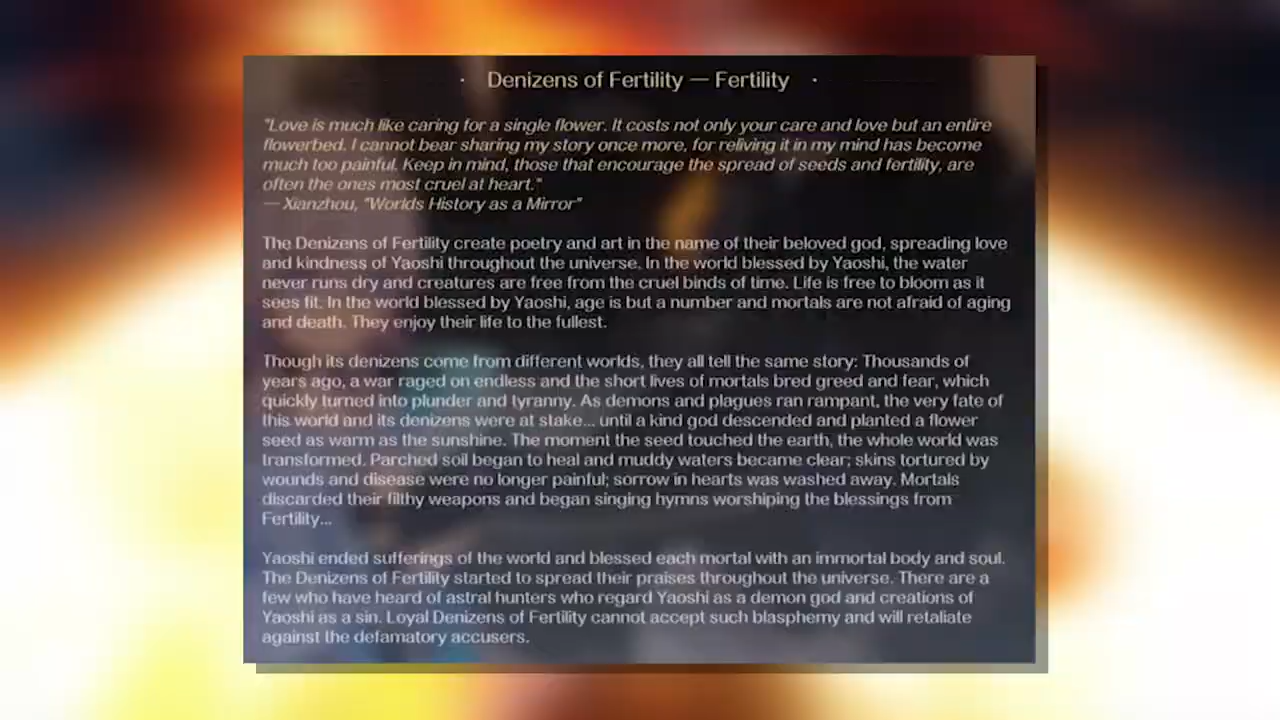 · Denizens of Fertility — Fertility ·
"Love is much like caring for a single flower. It costs not only your care and love but an entire
flowerbed. I cannot bear sharing my story once more, for reliving it in my mind has become
much too painful. Keep in mind, those that encourage the spread of seeds and fertility, are
often the ones most cruel at heart."
— Xianzhou, "Worlds History as a Mirror"
The Denizens of Fertility create poetry and art in the name of their beloved god, spreading love
and kindness of Yaoshi throughout the universe. In the world blessed by Yaoshi, the water
never runs dry and creatures are free from the cruel binds of time. Life is free to bloom as it
sees fit. In the world blessed by Yaoshi, age is but a number and mortals are not afraid of aging
and death. They enjoy their life to the fullest.
Though its denizens come from different worlds, they all tell the same story: Thousands of
years ago, a war raged on endless and the short lives of mortals bred greed and fear, which
quickly turned into plunder and tyranny. As demons and plagues ran rampant, the very fate of
this world and its denizens were at stake... until a kind god descended and planted a flower
seed as warm as the sunshine. The moment the seed touched the earth, the whole world was
transformed. Parched soil began to heal and muddy waters became clear; skins tortured by
wounds and disease were no longer painful; sorrow in hearts was washed away. Mortals
discarded their filthy weapons and began singing hymns worshiping the blessings from
Fertility...
Yaoshi ended sufferings of the world and blessed each mortal with an immortal body and soul.
The Denizens of Fertility started to spread their praises throughout the universe. There are a
few who have heard of astral hunters who regard Yaoshi as a demon god and creations of
Yaoshi as a sin. Loyal Denizens of Fertility cannot accept such blasphemy and will retaliate
against the defamatory accusers.